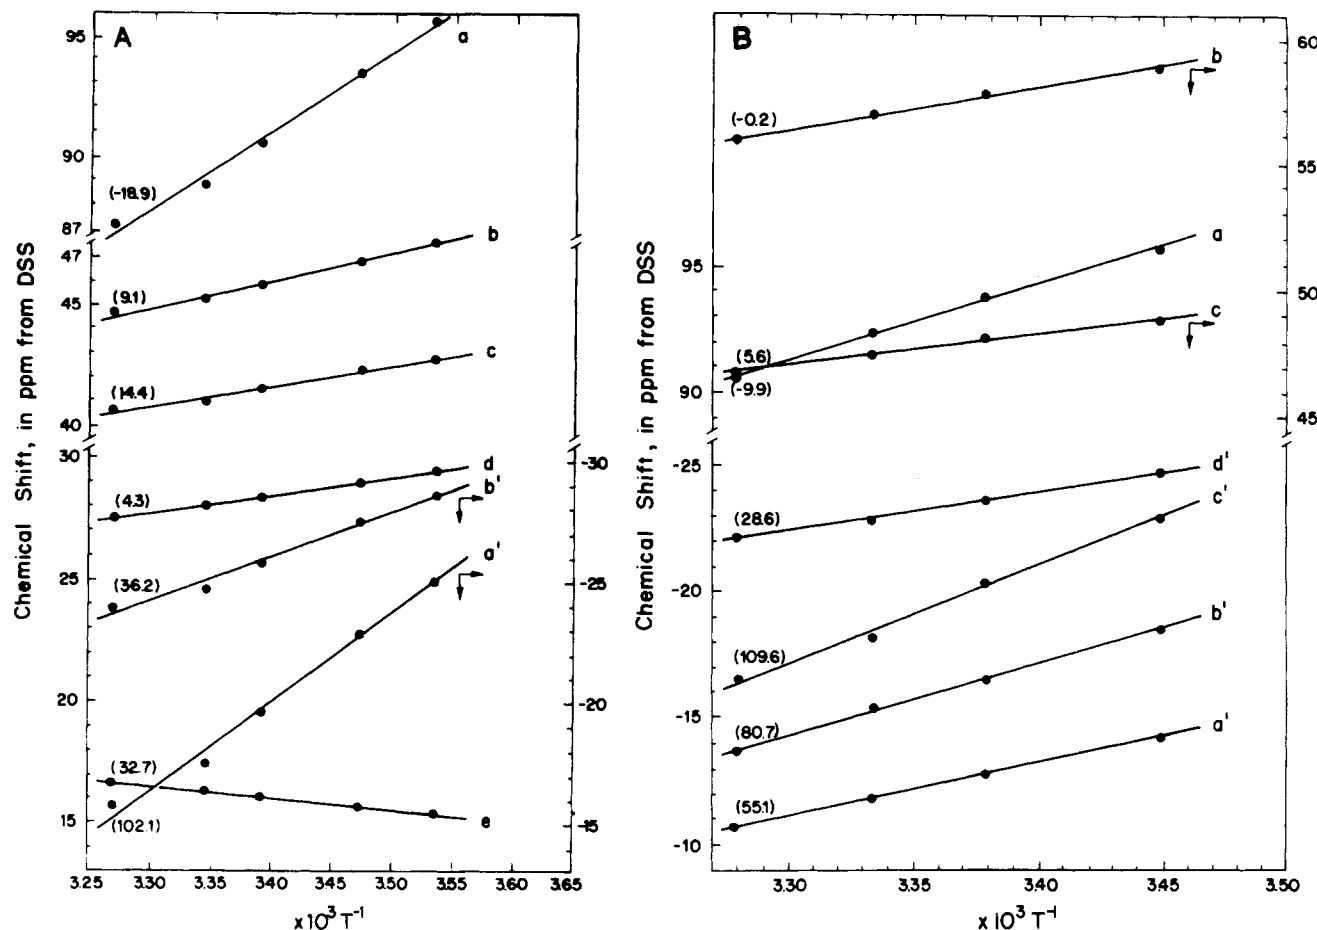 A
95
90
87
47
45
40
30
25
20
15
a
b
c
d
b'
a'
e
(-18.9)
(9.1)
(14.4)
(4.3)
(36.2)
(32.7)
(102.1)
-30
-25
-20
-15
3.25 3.30 3.35 3.40 3.45 3.50 3.55 3.60 3.65
x10³ T⁻¹
Chemical Shift, in ppm from DSS
B
95
90
-25
-20
-15
-10
60
55
50
45
b
a
c
d'
c'
b'
a'
(-0.2)
(5.6)
(-9.9)
(28.6)
(109.6)
(80.7)
(55.1)
3.30 3.35 3.40 3.45 3.50
x10³ T⁻¹
Chemical Shift, in ppm from DSS